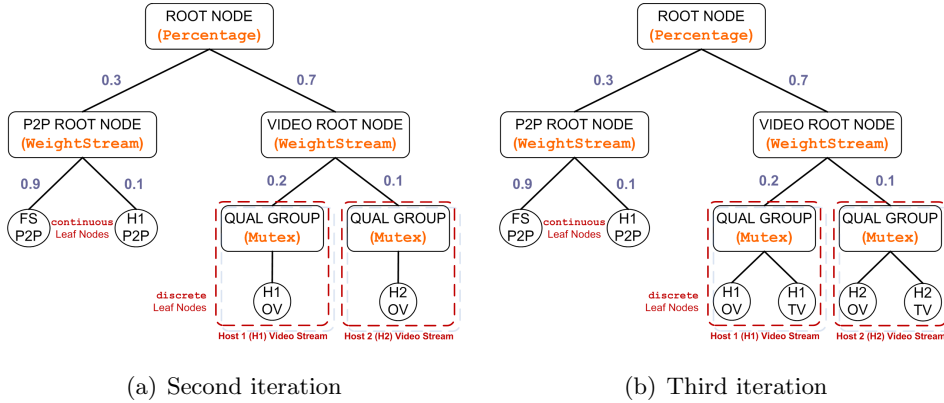 ROOT NODE
(Percentage)
0.3
0.7
P2P ROOT NODE
(WeightStream)
VIDEO ROOT NODE
(WeightStream)
0.9
0.1
0.2
0.1
FS
P2P
continuous
Leaf Nodes
H1
P2P
QUAL GROUP
(Mutex)
QUAL GROUP
(Mutex)
discrete
Leaf Nodes
H1
OV
H2
OV
Host 1 (H1) Video Stream
Host 2 (H2) Video Stream
(a) Second iteration
ROOT NODE
(Percentage)
0.3
0.7
P2P ROOT NODE
(WeightStream)
VIDEO ROOT NODE
(WeightStream)
0.9
0.1
0.2
0.1
FS
P2P
continuous
Leaf Nodes
H1
P2P
QUAL GROUP
(Mutex)
QUAL GROUP
(Mutex)
discrete
Leaf Nodes
H1
OV
H1
TV
H2
OV
H2
TV
Host 1 (H1) Video Stream
Host 2 (H2) Video Stream
(b) Third iteration